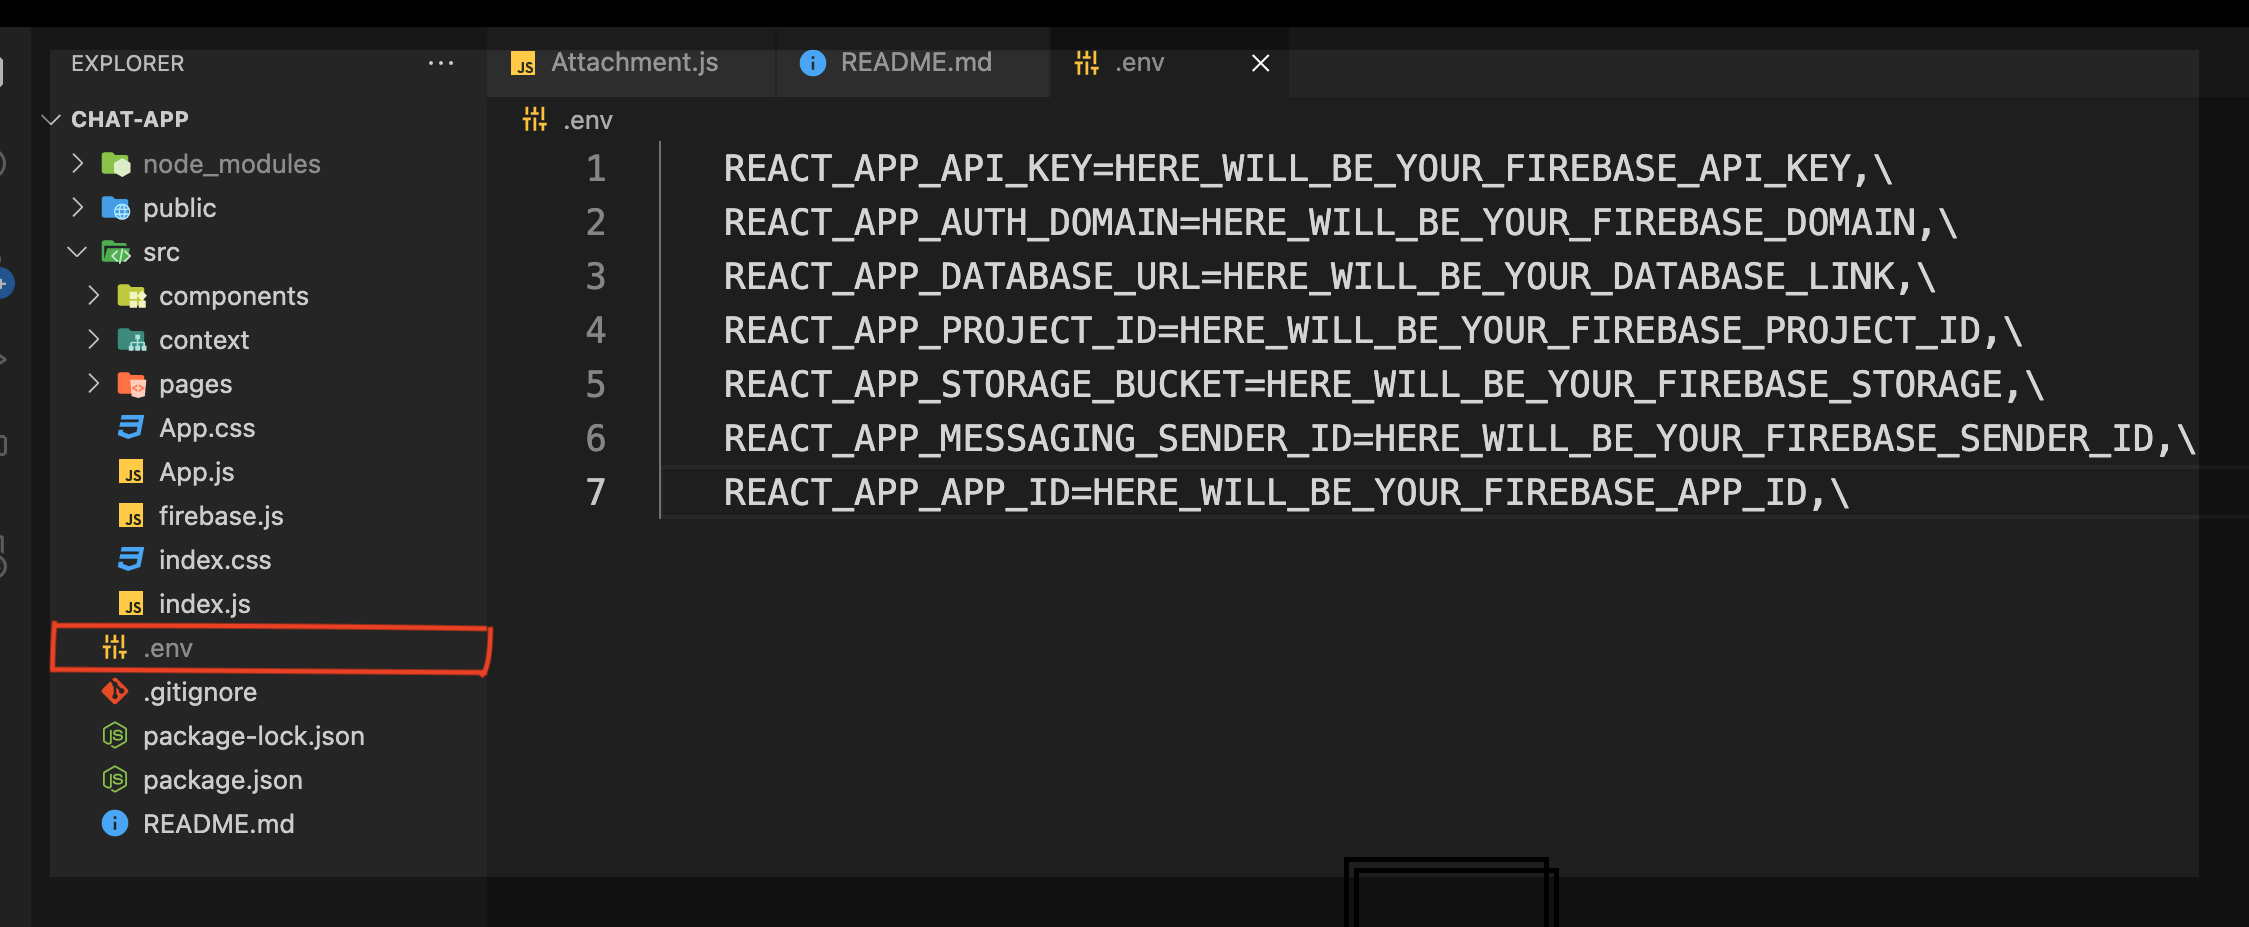 EXPLORER ...
Attachment.js README.md .env
CHAT-APP
.env
node_modules
public
src
components
context
pages
App.css
App.js
firebase.js
index.css
index.js
.env
.gitignore
package-lock.json
package.json
README.md
1 REACT_APP_API_KEY=HERE_WILL_BE_YOUR_FIREBASE_API_KEY,\
2 REACT_APP_AUTH_DOMAIN=HERE_WILL_BE_YOUR_FIREBASE_DOMAIN,\
3 REACT_APP_DATABASE_URL=HERE_WILL_BE_YOUR_DATABASE_LINK,\
4 REACT_APP_PROJECT_ID=HERE_WILL_BE_YOUR_FIREBASE_PROJECT_ID,\
5 REACT_APP_STORAGE_BUCKET=HERE_WILL_BE_YOUR_FIREBASE_STORAGE,\
6 REACT_APP_MESSAGING_SENDER_ID=HERE_WILL_BE_YOUR_FIREBASE_SENDER_ID,\
7 REACT_APP_APP_ID=HERE_WILL_BE_YOUR_FIREBASE_APP_ID,\